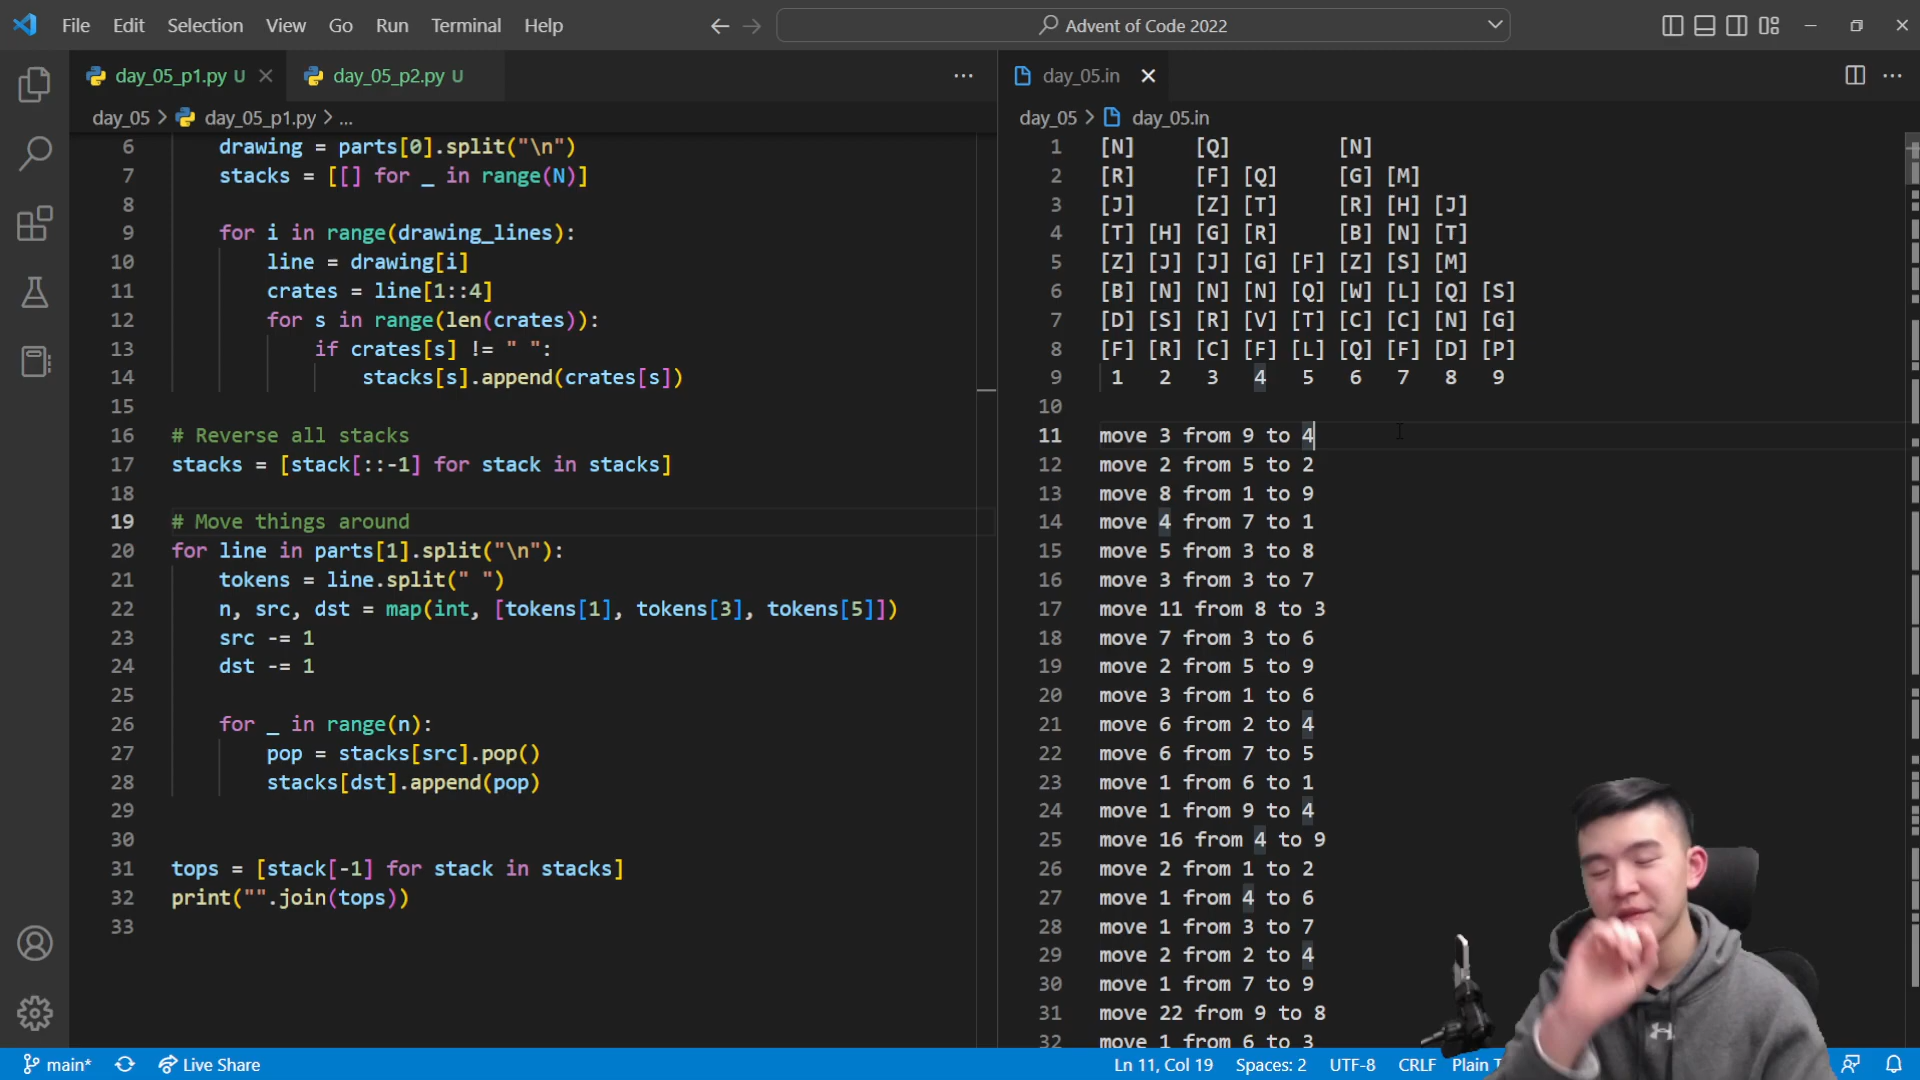 File Edit Selection View Go Run Terminal Help
Advent of Code 2022
day_05_p1.py U
day_05_p2.py U
day_05 > day_05_p1.py > ...
6 drawing = parts[0].split("\n")
7 stacks = [[] for _ in range(N)]
8
9 for i in range(drawing_lines):
10 line = drawing[i]
11 crates = line[1::4]
12 for s in range(len(crates)):
13 if crates[s] != " ":
14 stacks[s].append(crates[s])
15
16 # Reverse all stacks
17 stacks = [stack[::-1] for stack in stacks]
18
19 # Move things around
20 for line in parts[1].split("\n"):
21 tokens = line.split(" ")
22 n, src, dst = map(int, [tokens[1], tokens[3], tokens[5]])
23 src -= 1
24 dst -= 1
25
26 for _ in range(n):
27 pop = stacks[src].pop()
28 stacks[dst].append(pop)
29
30
31 tops = [stack[-1] for stack in stacks]
32 print("".join(tops))
33
day_05.in
day_05 > day_05.in
1 [N]     [Q]         [N]
2 [R]     [F] [Q]     [G] [M]
3 [J]     [Z] [T]     [R] [H] [J]
4 [T] [H] [G] [R]     [B] [N] [T]
5 [Z] [J] [J] [G] [F] [Z] [S] [M]
6 [B] [N] [N] [N] [Q] [W] [L] [Q] [S]
7 [D] [S] [R] [V] [T] [C] [C] [N] [G]
8 [F] [R] [C] [F] [L] [Q] [F] [D] [P]
9  1   2   3   4   5   6   7   8   9
10
11 move 3 from 9 to 4
12 move 2 from 5 to 2
13 move 8 from 1 to 9
14 move 4 from 7 to 1
15 move 5 from 3 to 8
16 move 3 from 3 to 7
17 move 11 from 8 to 3
18 move 7 from 3 to 6
19 move 2 from 5 to 9
20 move 3 from 1 to 6
21 move 6 from 2 to 4
22 move 6 from 7 to 5
23 move 1 from 6 to 1
24 move 1 from 9 to 4
25 move 16 from 4 to 9
26 move 2 from 1 to 2
27 move 1 from 4 to 6
28 move 1 from 3 to 7
29 move 2 from 2 to 4
30 move 1 from 7 to 9
31 move 22 from 9 to 8
32 move 1 from 6 to 3
main* Live Share Ln 11, Col 19 Spaces: 2 UTF-8 CRLF Plain